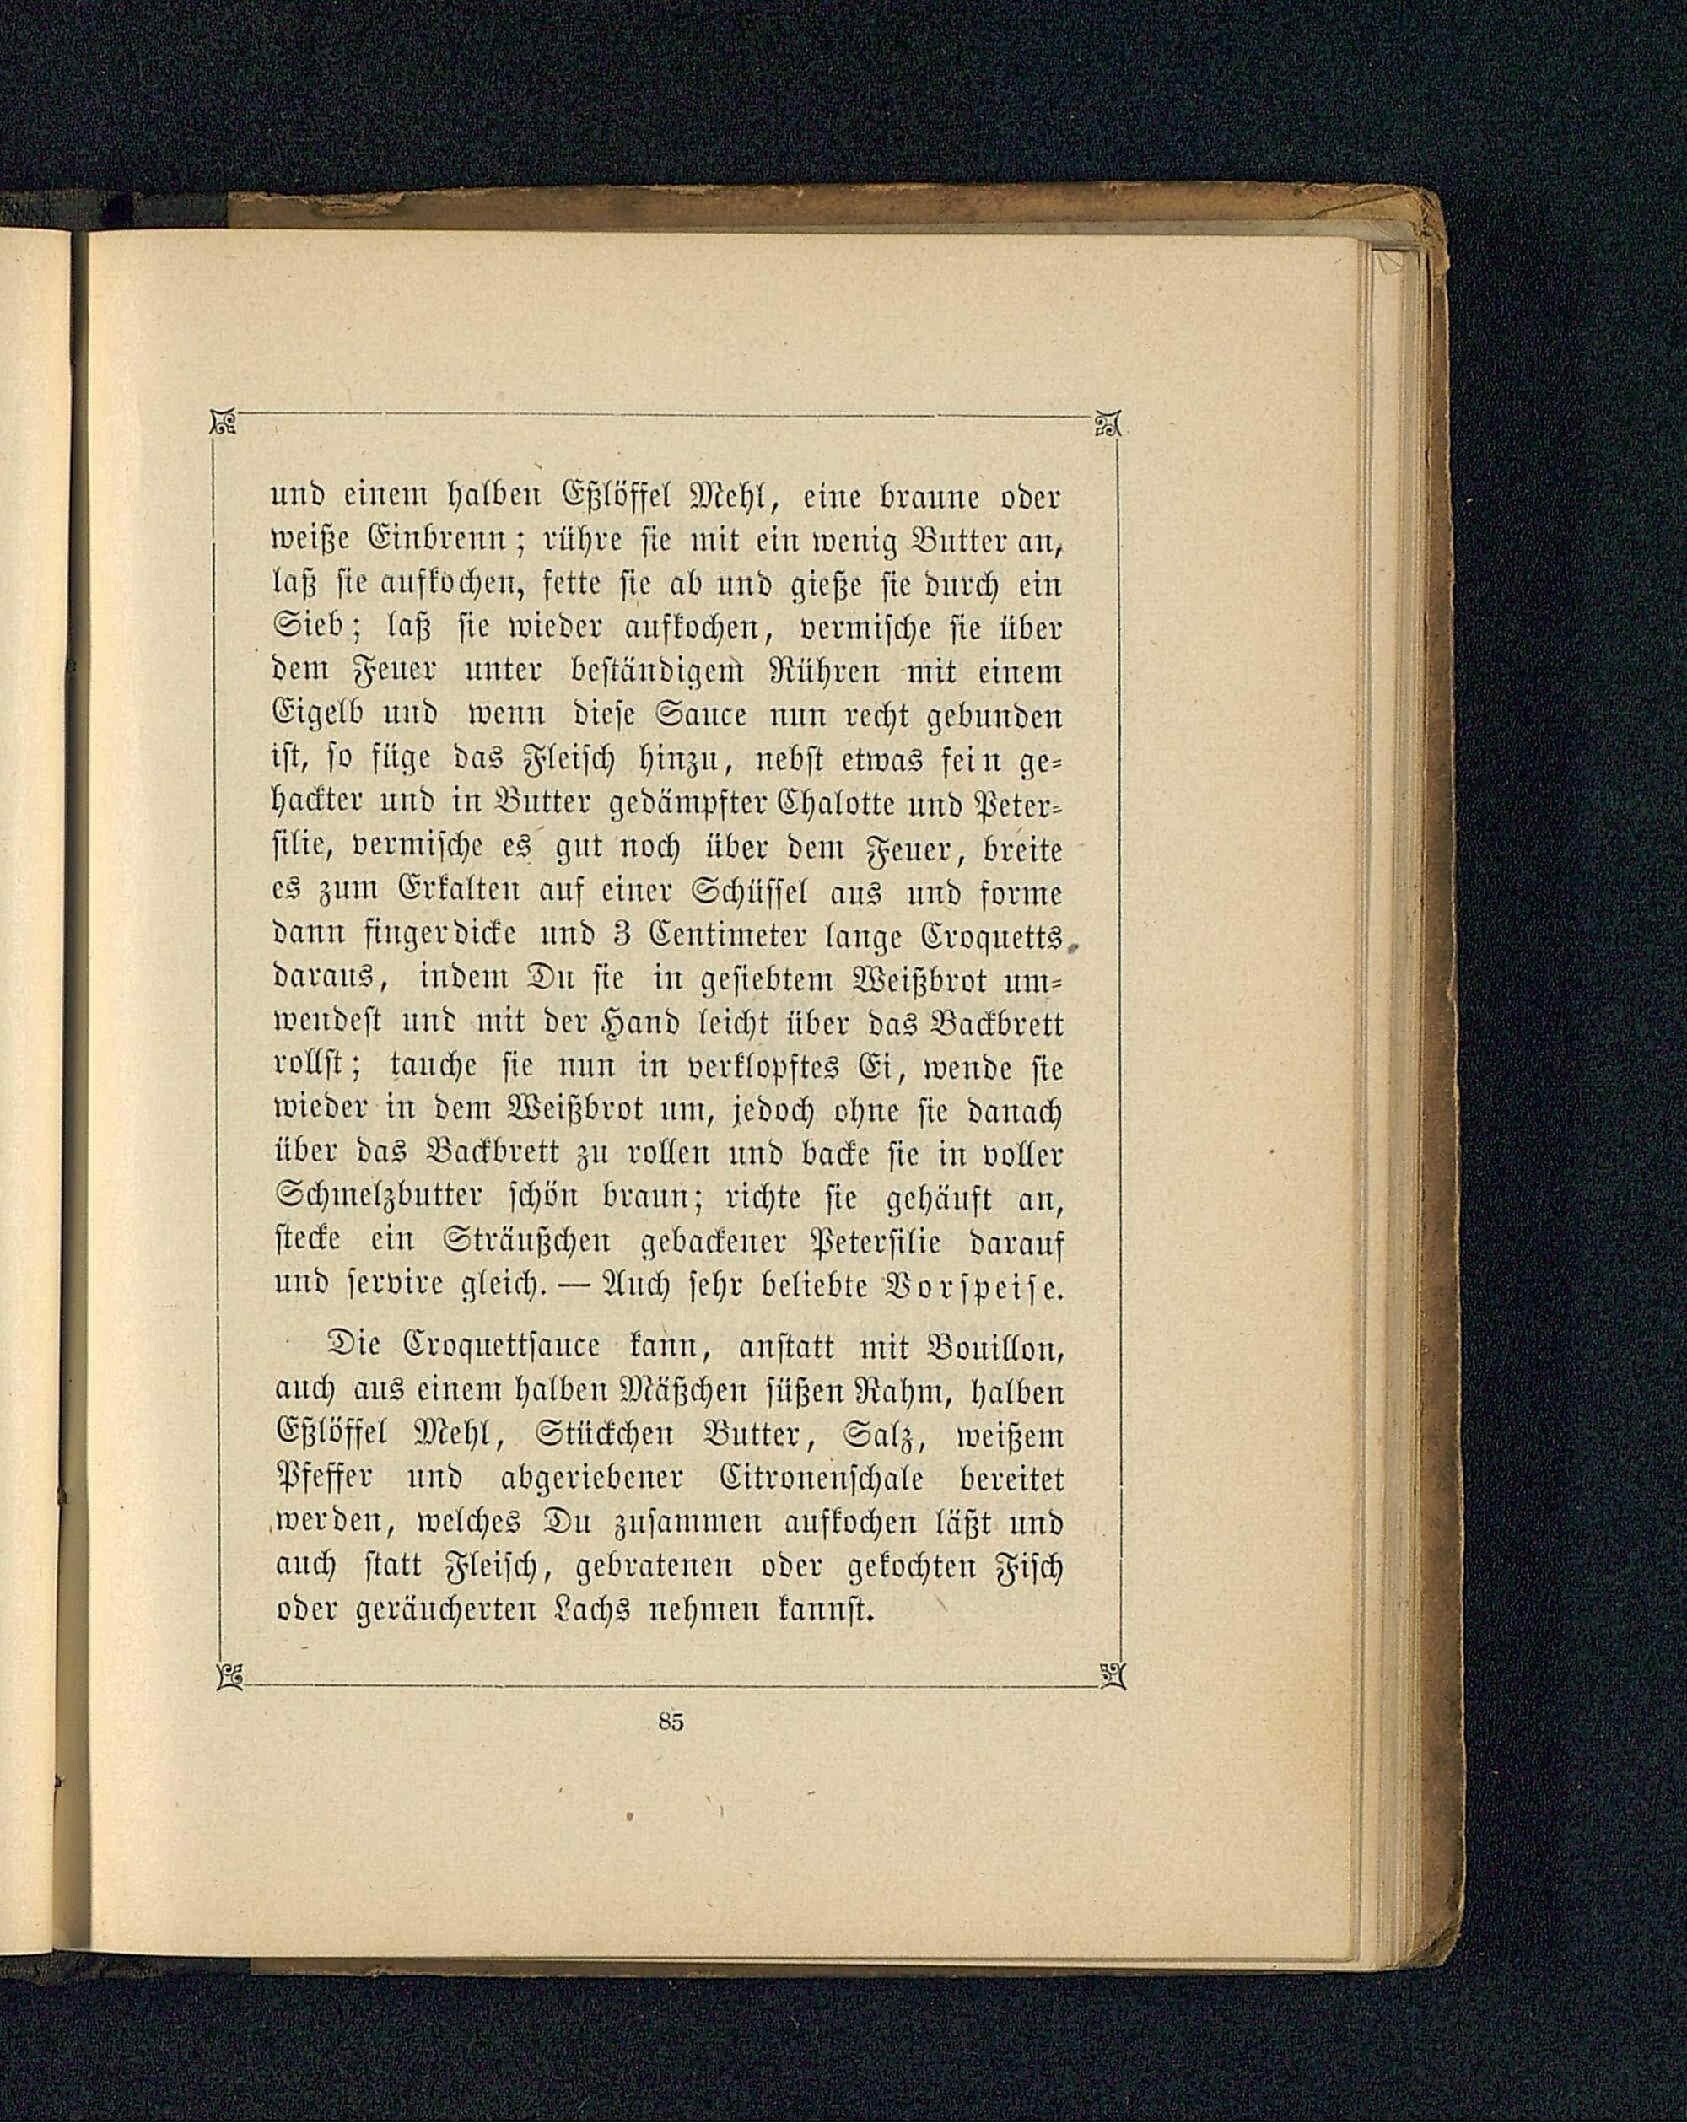 und einem halben Eßlöffel Mehl, eine braune oder
weiße Einbrenn; rühre sie mit ein wenig Butter an,
laß sie aufkochen, fette sie ab und gieße sie durch ein
Sieb; laß sie wieder aufkochen, vermische sie über
dem Feuer unter beständigem Rühren mit einem
Eigelb und wenn diese Sauce nun recht gebunden
ist, so füge das Fleisch hinzu, nebst etwas fein ge-
hackter und in Butter gedämpfter Chalotte und Peter-
silie, vermische es gut noch über dem Feuer, breite
es zum Erkalten auf einer Schüssel aus und forme
dann fingerdicke und 3 Centimeter lange Croquetts
daraus, indem Du sie in gesiebtem Weißbrot um-
wendest und mit der Hand leicht über das Backbrett
rollst; tauche sie nun in verklopftes Ei, wende sie
wieder in dem Weißbrot um, jedoch ohne sie danach
über das Backbrett zu rollen und backe sie in voller
Schmelzbutter schön braun; richte sie gehäuft an,
stecke ein Sträußchen gebackener Petersilie darauf
und servire gleich. — Auch sehr beliebte Vorspeise.
Die Croquettsauce kann, anstatt mit Bouillon,
auch aus einem halben Mäßchen süßen Rahm, halben
Eßlöffel Mehl, Stückchen Butter, Salz, weißem
Pfeffer und abgeriebener Citronenschale bereitet
werden, welches Du zusammen aufkochen läßt und
auch statt Fleisch, gebratenen oder gekochten Fisch
oder geräucherten Lachs nehmen kannst.
85